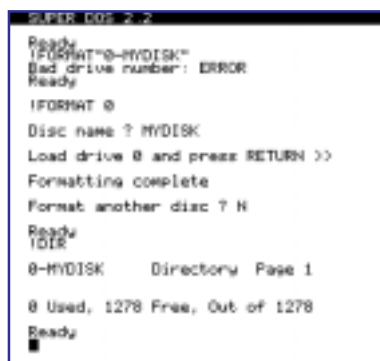 SUPER DOS 2.2
Ready
!FORMAT"0-MYDISK"
Bad drive number: ERROR
Ready
!FORMAT 0
Disc name ? MYDISK
Load drive 0 and press RETURN >>
Formatting complete
Format another disc ? N
Ready
!DIR
0-MYDISK Directory Page 1
0 Used, 1278 Free, Out of 1278
Ready